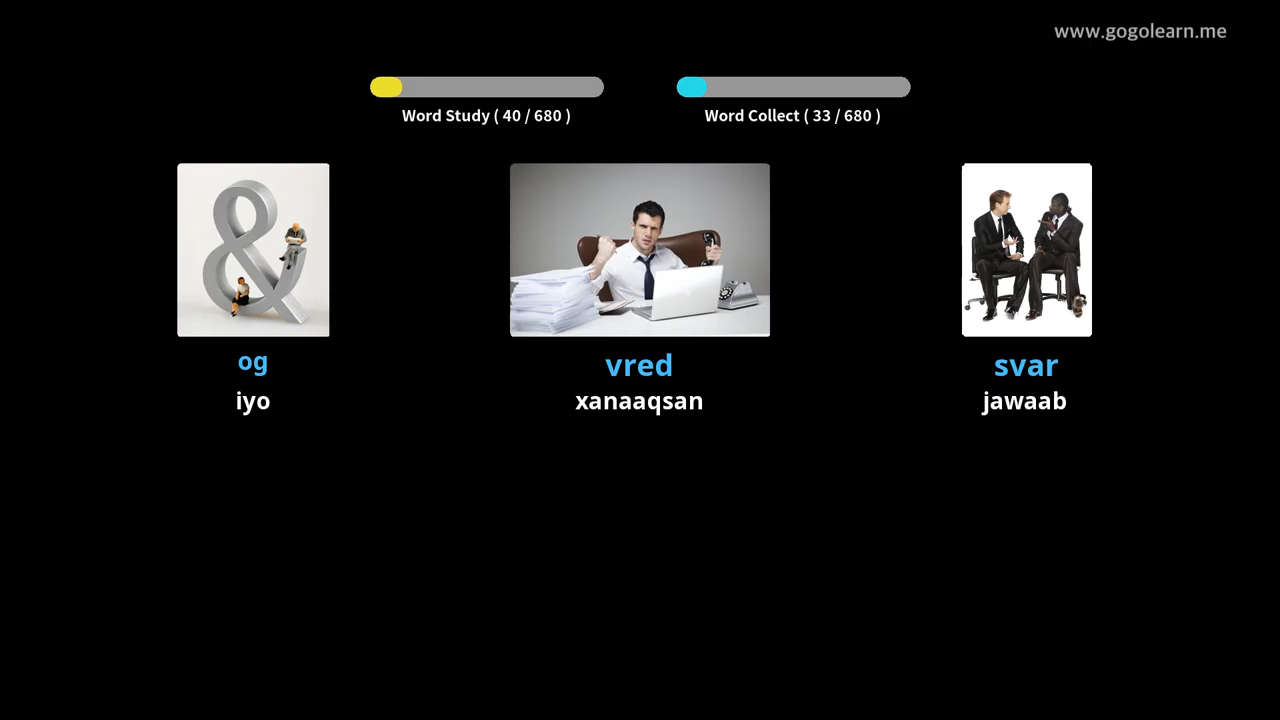 www.gogolearn.me
Word Study ( 40 / 680 )
Word Collect ( 33 / 680 )
&
og
vred
svar
iyo
xanaaqsan
jawaab